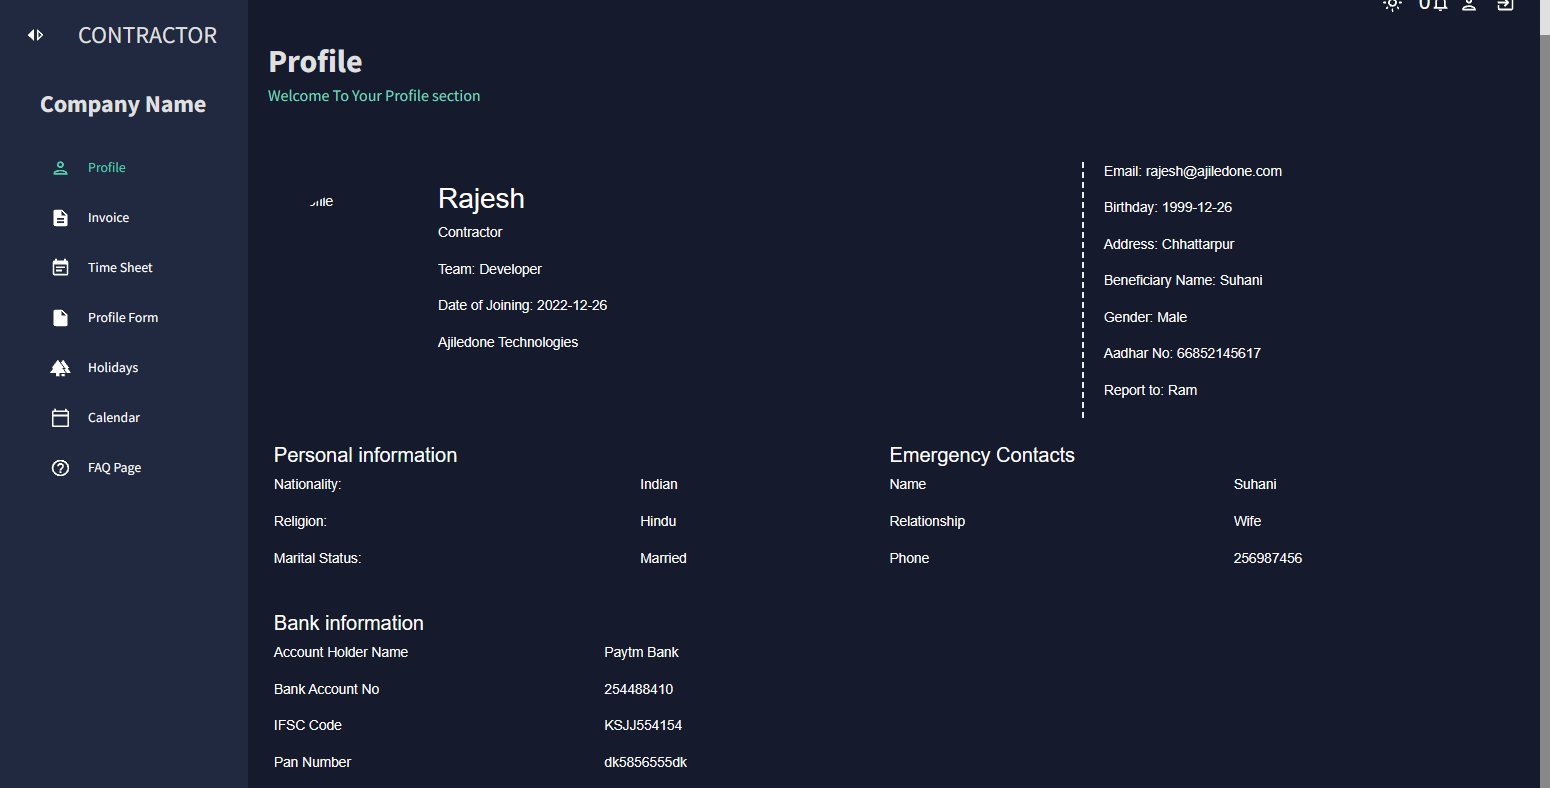 CONTRACTOR
Company Name
Profile
Invoice
Time Sheet
Profile Form
Holidays
Calendar
FAQ Page
0
Profile
Welcome To Your Profile section
Rajesh
Contractor
Team: Developer
Date of Joining: 2022-12-26
Ajiledone Technologies
Email: rajesh@ajiledone.com
Birthday: 1999-12-26
Address: Chhattarpur
Beneficiary Name: Suhani
Gender: Male
Aadhar No: 66852145617
Report to: Ram
Personal information
Nationality: Indian
Religion: Hindu
Marital Status: Married
Emergency Contacts
Name Suhani
Relationship Wife
Phone 256987456
Bank information
Account Holder Name Paytm Bank
Bank Account No 254488410
IFSC Code KSJJ554154
Pan Number dk5856555dk